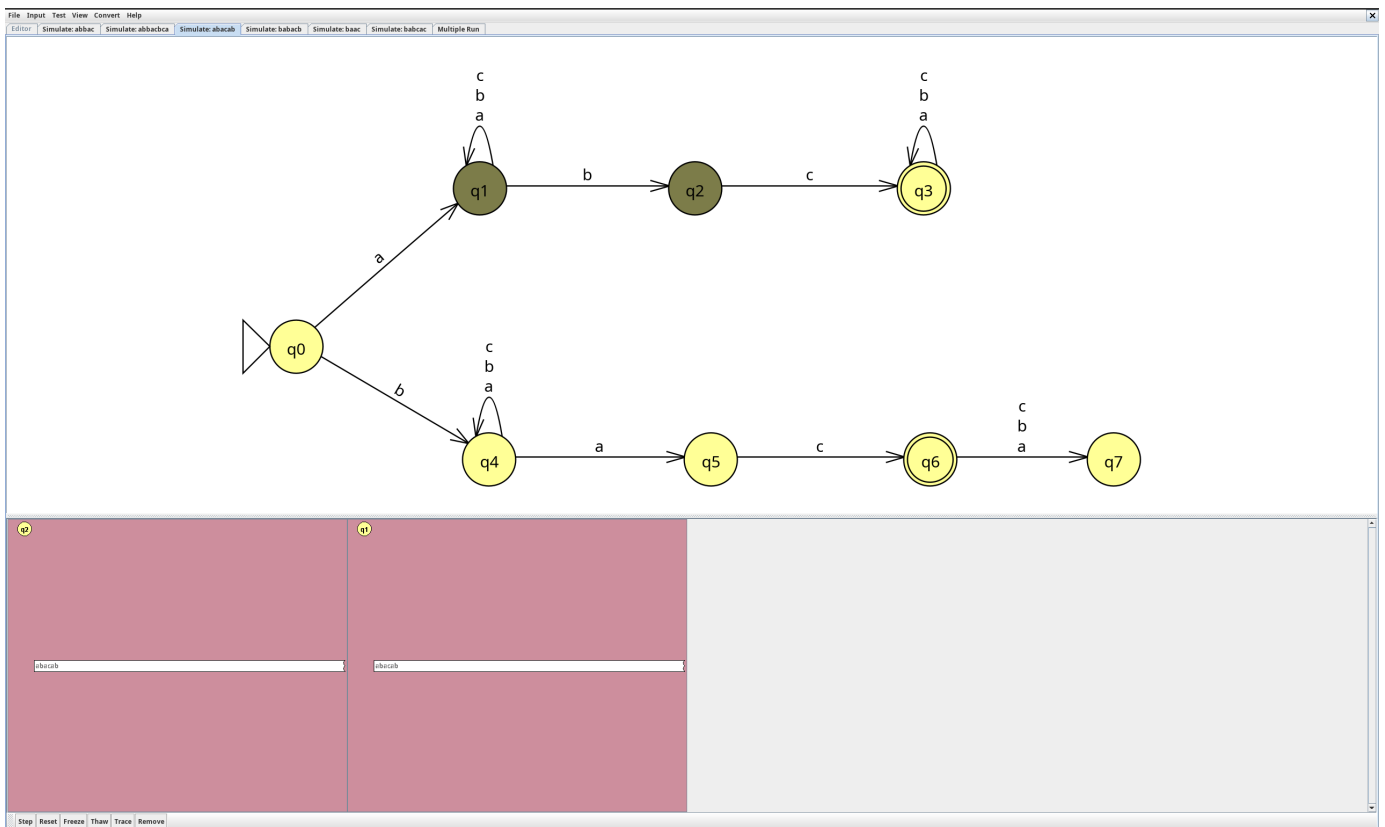 File Input Test View Convert Help
Editor Simulate: abbac Simulate: abbacbca Simulate: abacab Simulate: babacb Simulate: baac Simulate: babcac Multiple Run
c
b
a
c
b
a
q1
b
q2
c
q3
a
q0
b
c
b
a
q4
a
q5
c
q6
c
b
a
q7
q2
q1
abacab
abacab
Step Reset Freeze Thaw Trace Remove